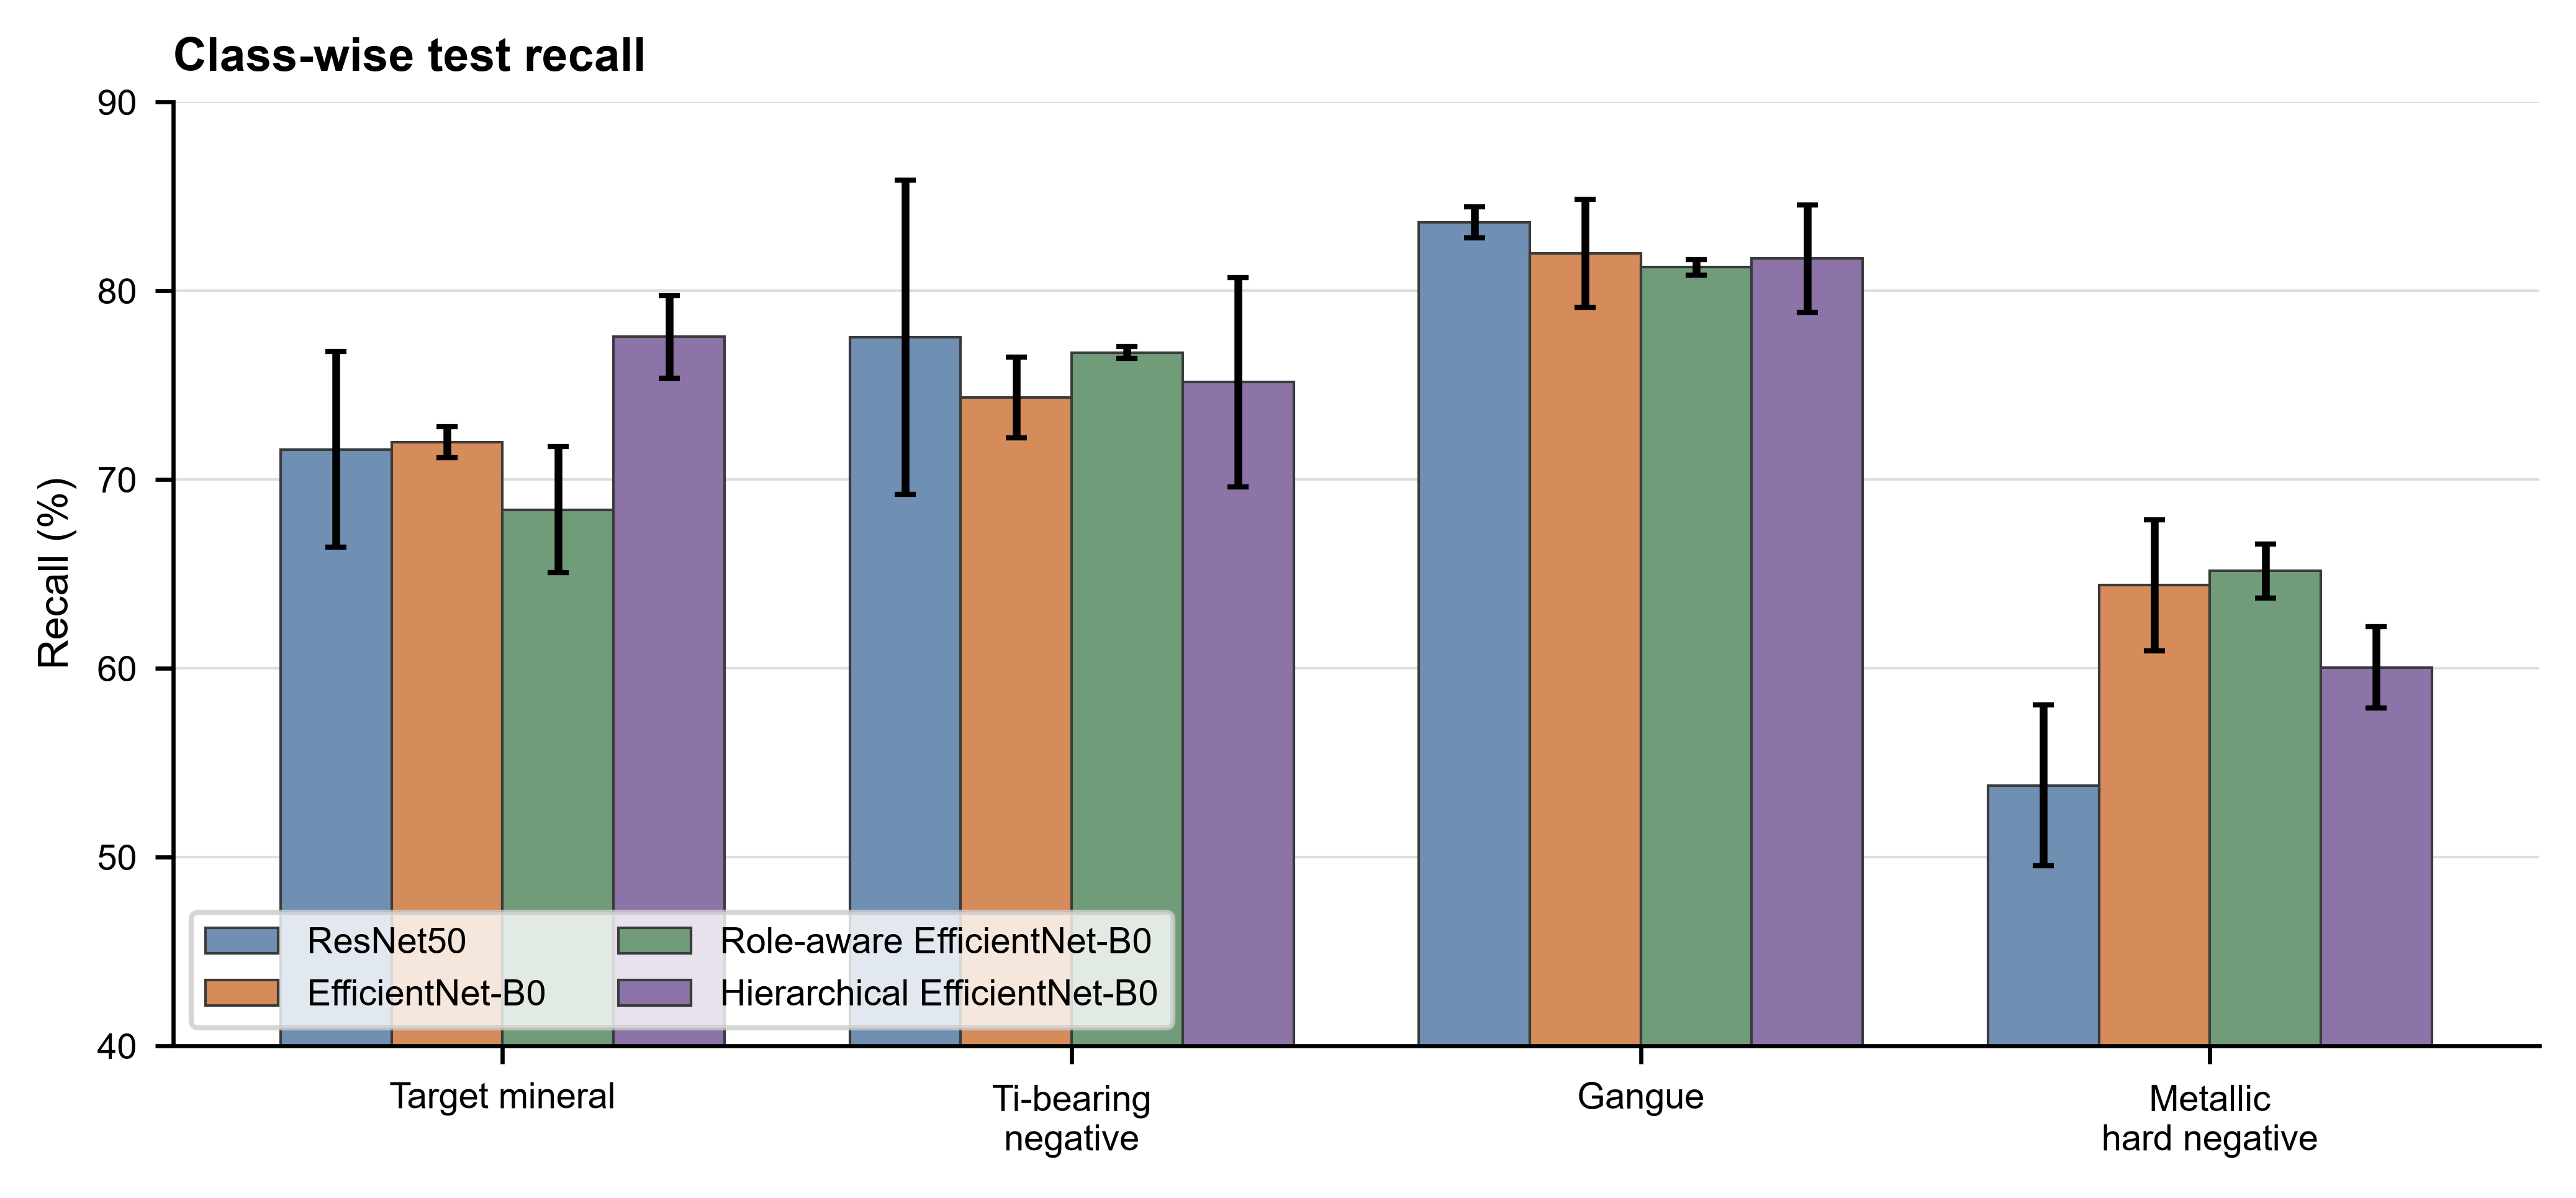 Class-wise test recall
90
80
70
60
50
40
Recall (%)
ResNet50
EfficientNet-B0
Role-aware EfficientNet-B0
Hierarchical EfficientNet-B0
Target mineral
Ti-bearing
negative
Gangue
Metallic
hard negative